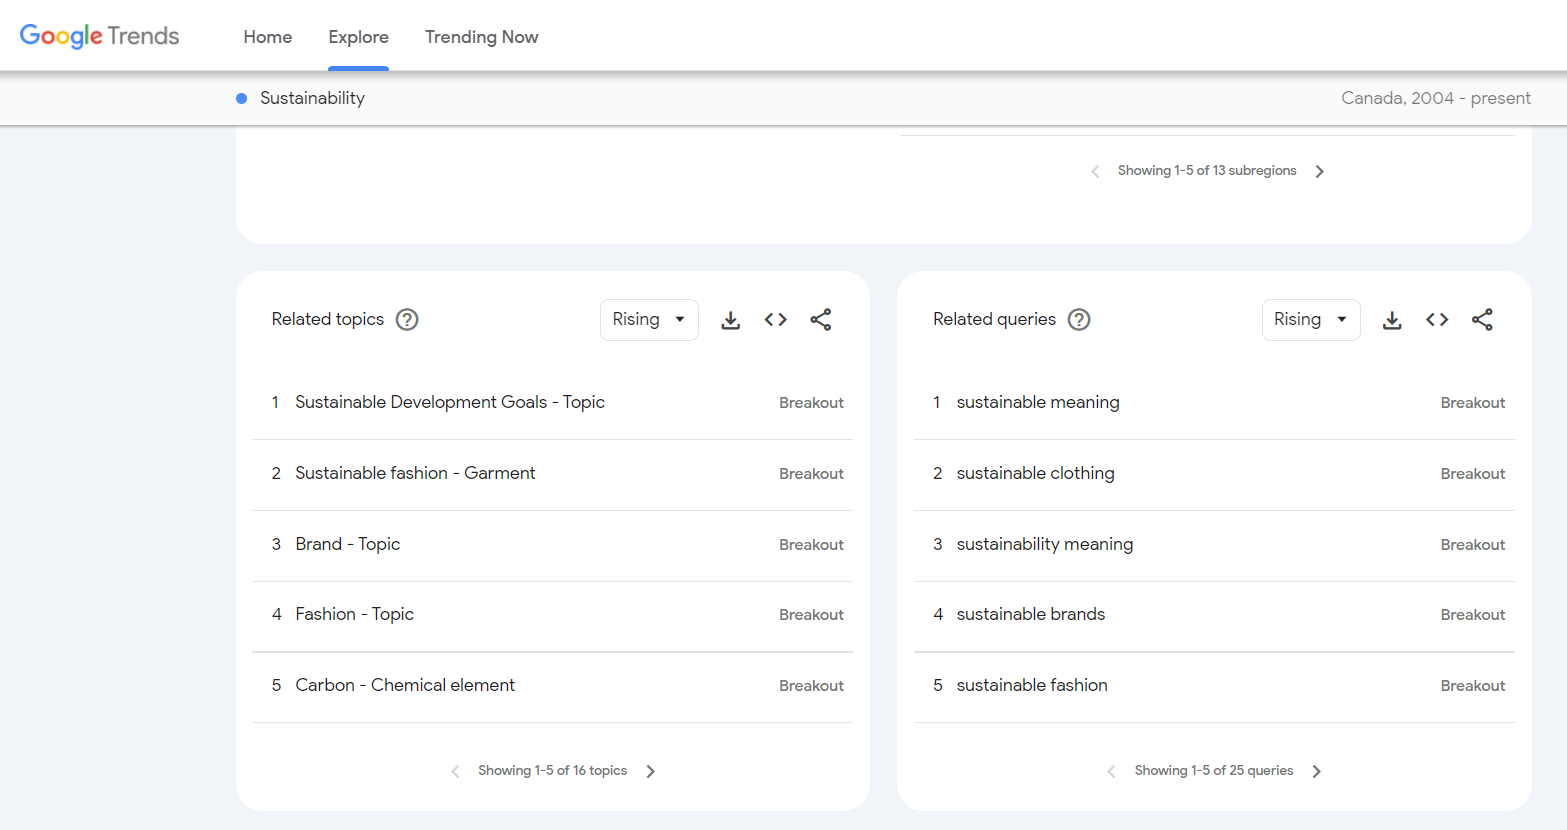 Google Trends Home Explore Trending Now
Sustainability Canada, 2004 - present
Showing 1-5 of 13 subregions
Related topics Rising
1 Sustainable Development Goals - Topic Breakout
2 Sustainable fashion - Garment Breakout
3 Brand - Topic Breakout
4 Fashion - Topic Breakout
5 Carbon - Chemical element Breakout
Showing 1-5 of 16 topics
Related queries Rising
1 sustainable meaning Breakout
2 sustainable clothing Breakout
3 sustainability meaning Breakout
4 sustainable brands Breakout
5 sustainable fashion Breakout
Showing 1-5 of 25 queries